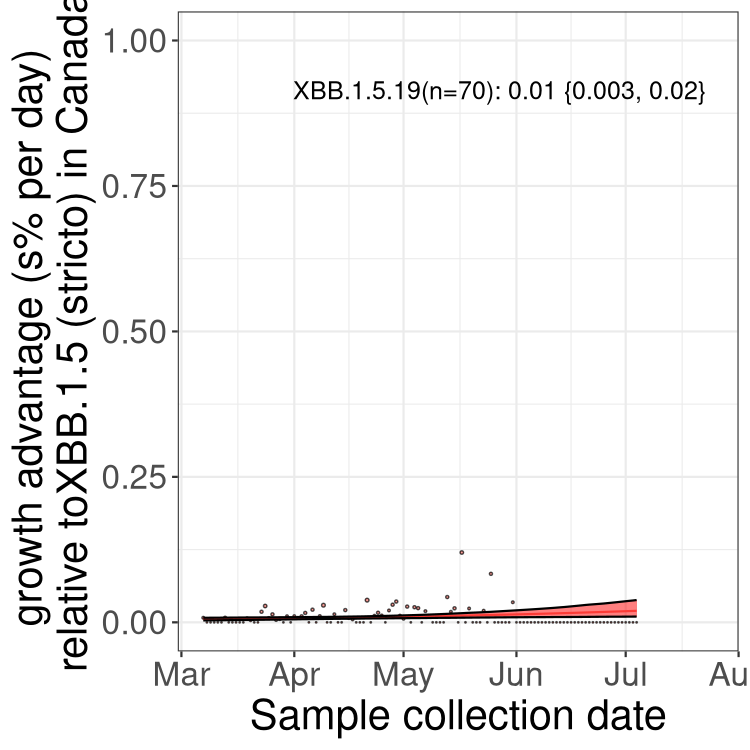 growth advantage (s% per day)
relative toXBB.1.5 (stricto) in Canada
1.00
0.75
0.50
0.25
0.00
XBB.1.5.19(n=70): 0.01 {0.003, 0.02}
Mar Apr May Jun Jul Au
Sample collection date